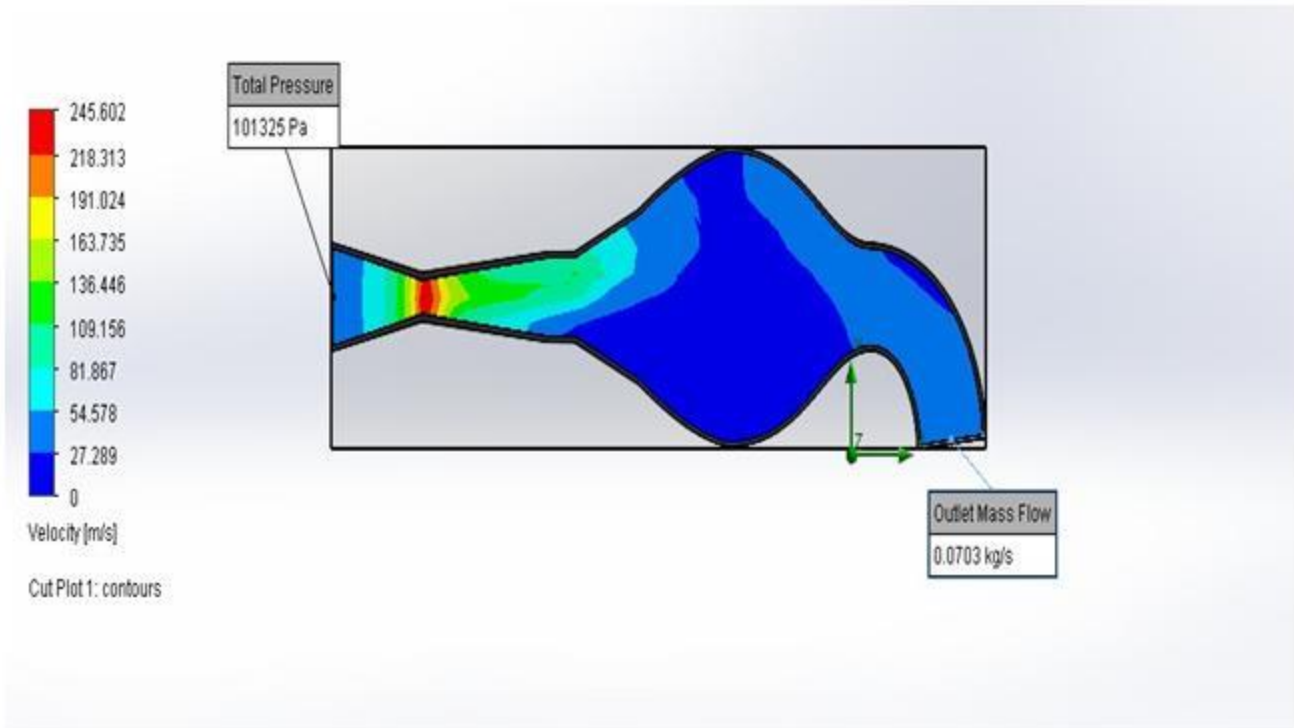 Total Pressure
101325 Pa
245.602
218.313
191.024
163.735
136.446
109.156
81.867
54.578
27.289
0
Velocity [m/s]
Cut Plot 1: contours
Z
Outlet Mass Flow
0.0703 kg/s